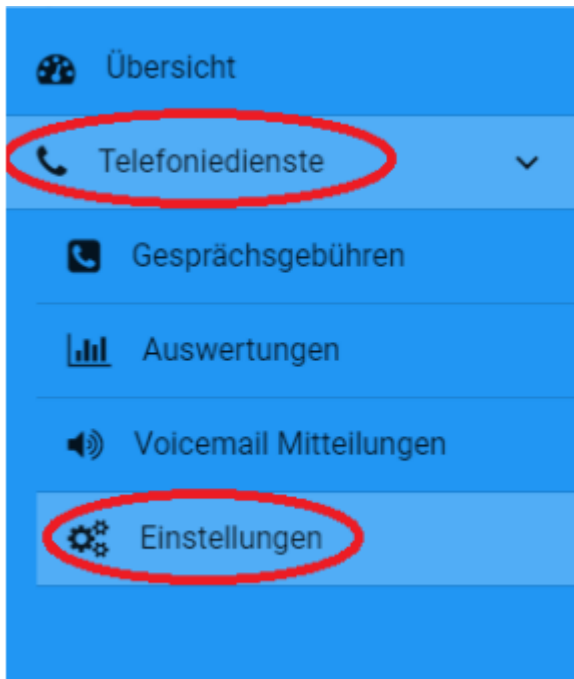 Übersicht
Telefoniedienste
Gesprächsgebühren
Auswertungen
Voicemail Mitteilungen
Einstellungen